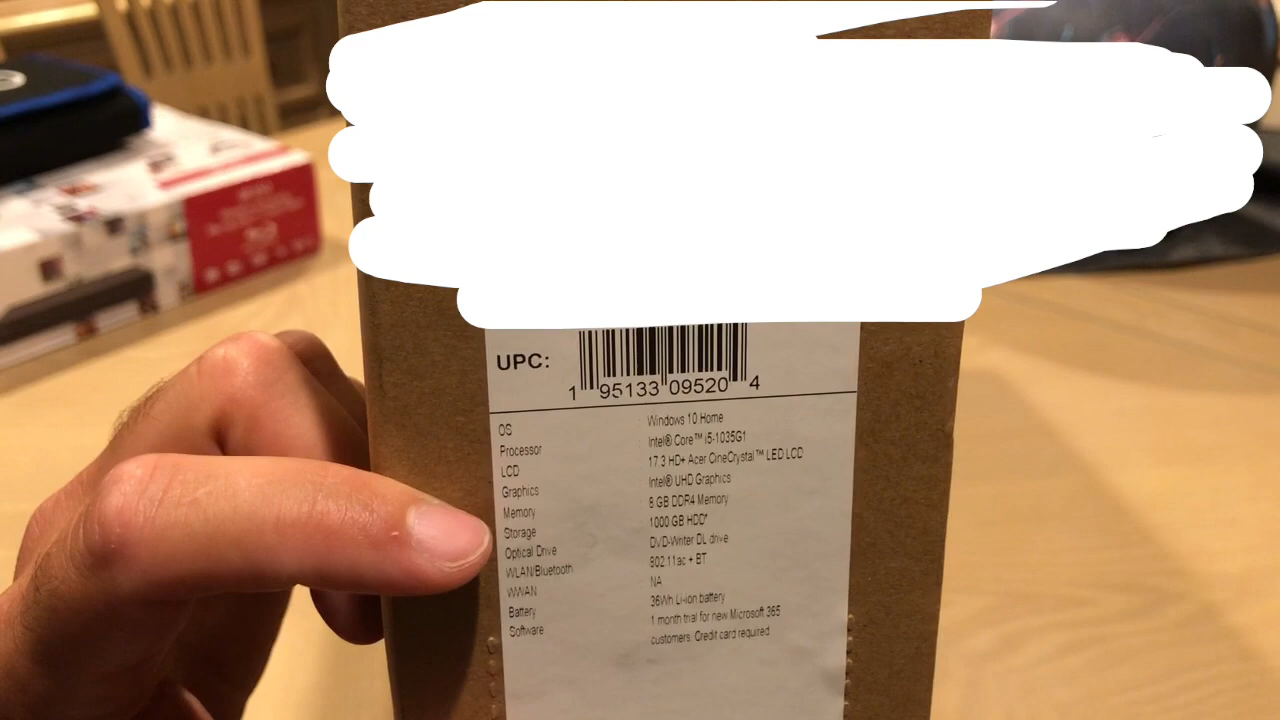 UPC:
1 95133 09520 4
OS : Windows 10 Home
Processor : Intel® Core™ i5-1035G1
LCD : 17.3 HD+ Acer CineCrystal™ LED LCD
Graphics : Intel® UHD Graphics
Memory : 8 GB DDR4 Memory
Storage : 1000 GB HDD*
Optical Drive : DVD-Writer DL drive
WLAN/Bluetooth : 802.11ac + BT
WWAN : NA
Battery : 36Wh Li-ion battery
Software : 1 month trial for new Microsoft 365
customers. Credit card required